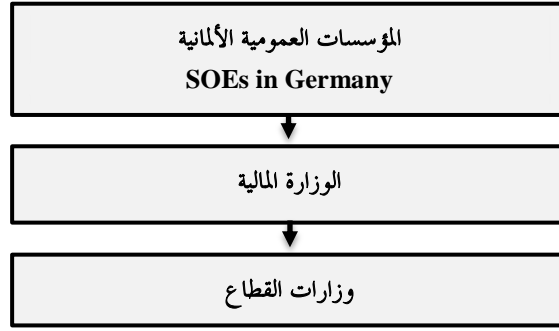 المؤسسات العمومية الألمانية
SOEs in Germany
الوزارة المالية
وزارات القطاع